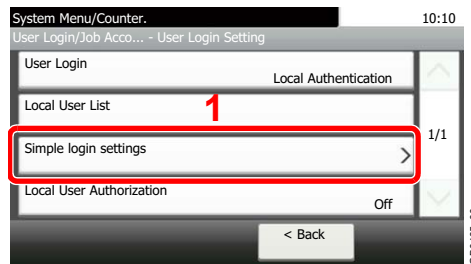 System Menu/Counter.
10:10
User Login/Job Acco... - User Login Setting
User Login
Local Authentication
Local User List
1
1/1
Simple login settings
Local User Authorization
Off
< Back